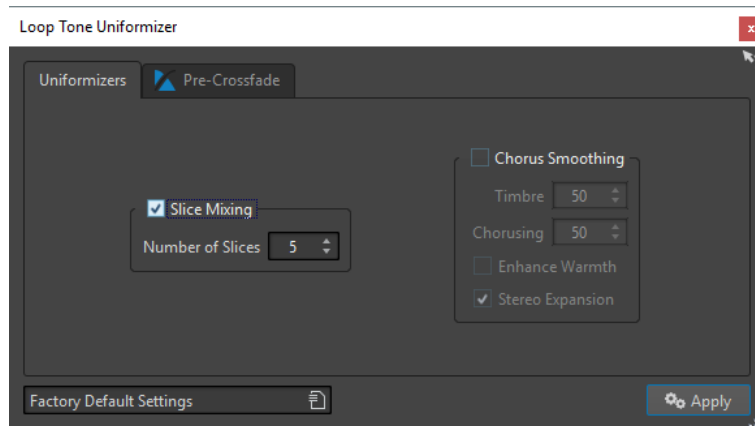 Loop Tone Uniformizer
x
Uniformizers
Pre-Crossfade
Slice Mixing
Number of Slices 5
Chorus Smoothing
Timbre 50
Chorusing 50
Enhance Warmth
Stereo Expansion
Factory Default Settings
Apply